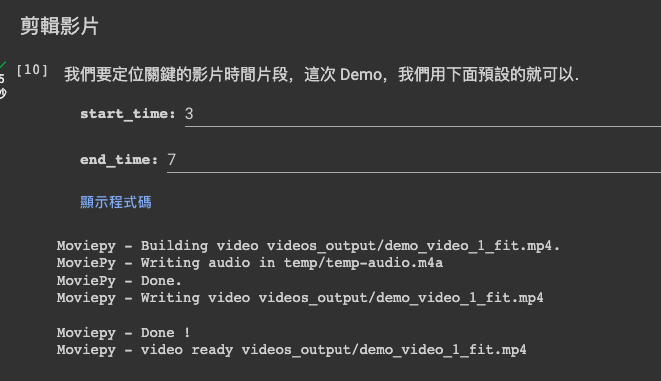 剪輯影片
[10] 我們要定位關鍵的影片時間片段，這次 Demo，我們用下面預設的就可以.
5
秒
start_time: 3
end_time: 7
顯示程式碼
Moviepy - Building video videos_output/demo_video_1_fit.mp4.
MoviePy - Writing audio in temp/temp-audio.m4a
MoviePy - Done.
Moviepy - Writing video videos_output/demo_video_1_fit.mp4
Moviepy - Done !
Moviepy - video ready videos_output/demo_video_1_fit.mp4